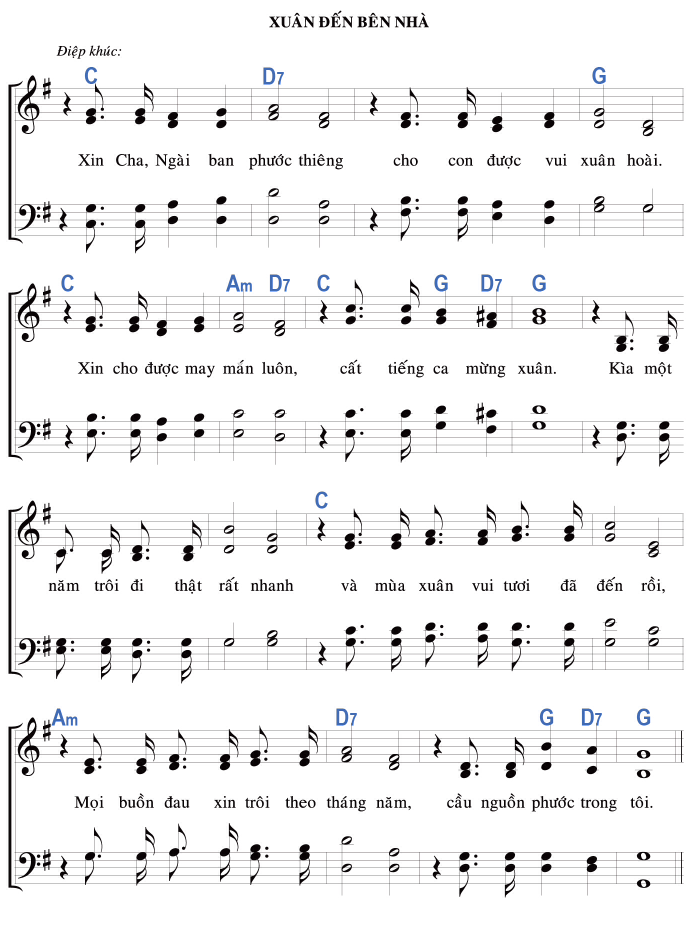 XUÂN ĐẾN BÊN NHÀ
Điệp khúc:
C D7 G
Xin Cha, Ngài ban phước thiêng cho con được vui xuân hoài.
C Am D7 C G D7 G
Xin cho được may mắn luôn, cất tiếng ca mừng xuân. Kìa một
C
năm trôi đi thật rất nhanh và mùa xuân vui tươi đã đến rồi,
Am D7 G D7 G
Mọi buồn đau xin trôi theo tháng năm, cầu nguồn phước trong tôi.